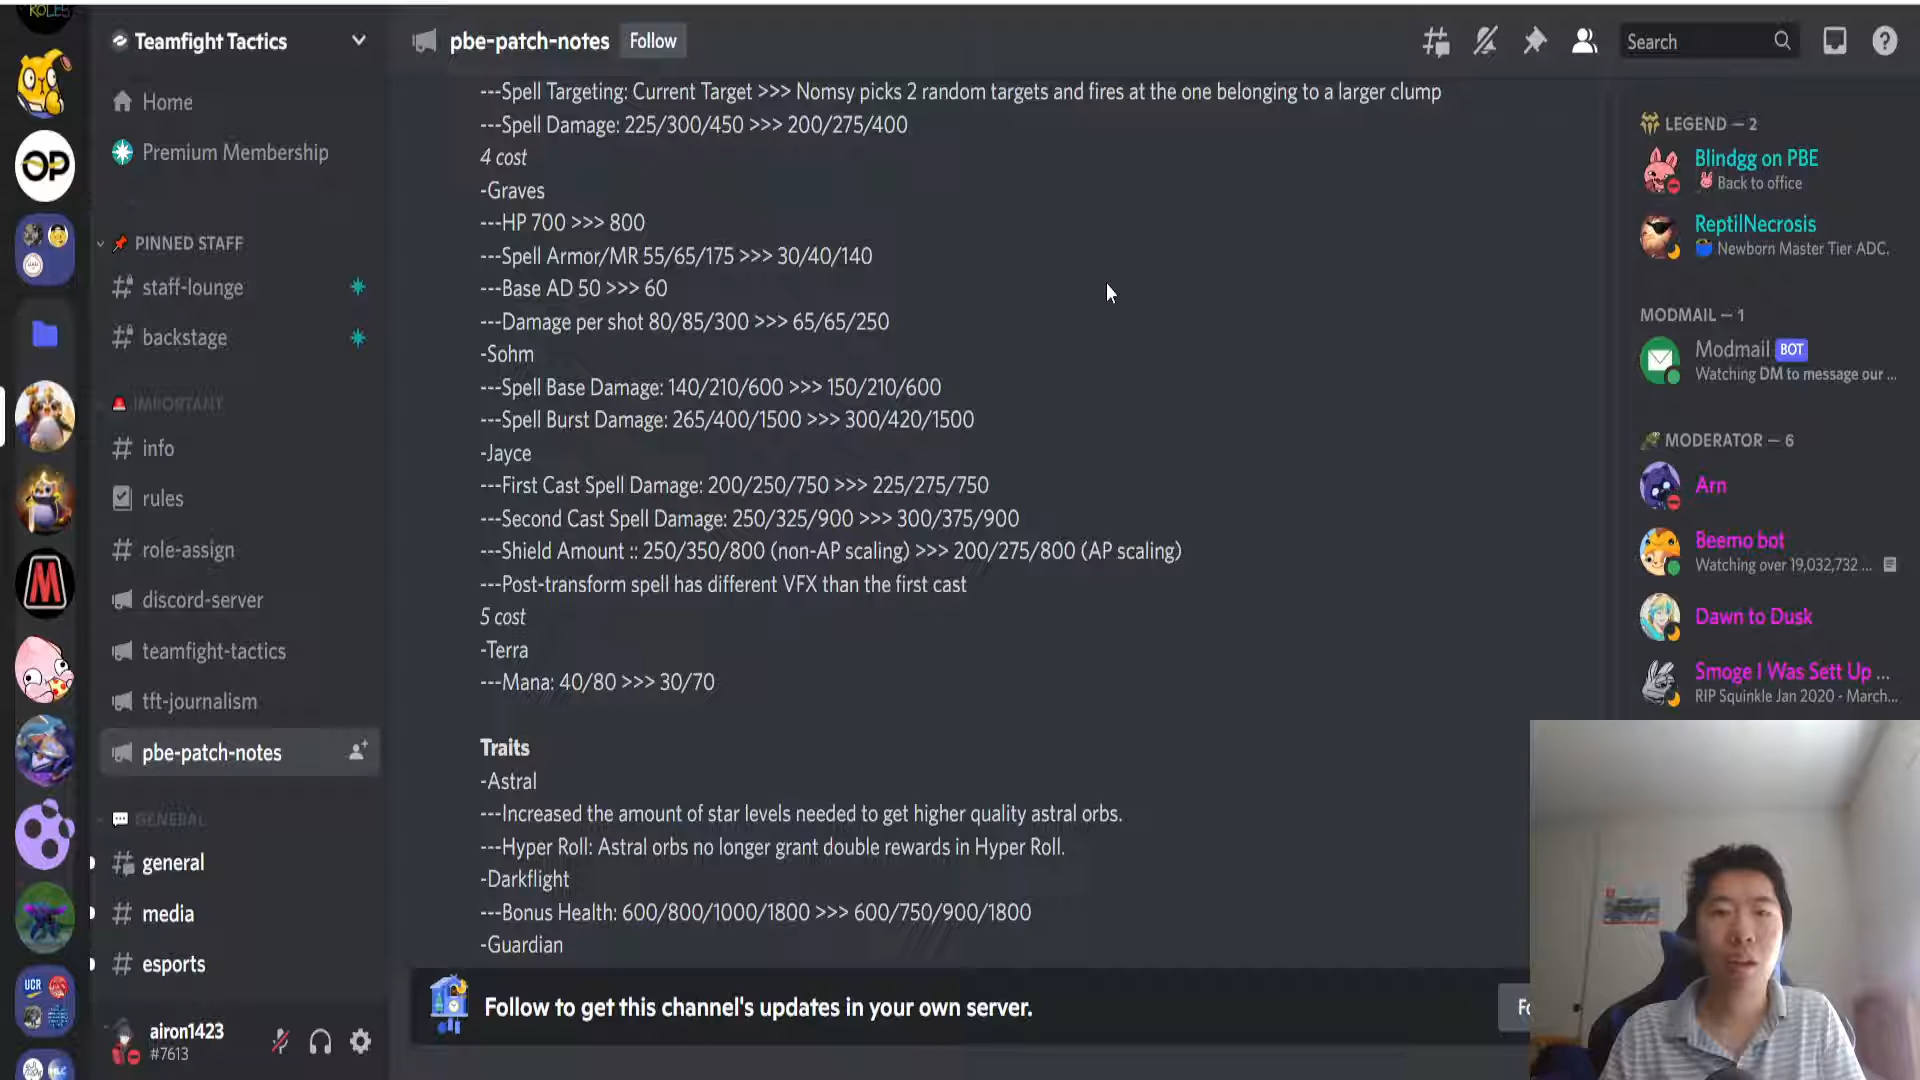 ROLES
Teamfight Tactics
Home
Premium Membership
PINNED STAFF
staff-lounge
backstage
IMPORTANT
info
rules
role-assign
discord-server
teamfight-tactics
tft-journalism
pbe-patch-notes
GENERAL
general
media
esports
airon1423
#7613
OP
M
UCR
pbe-patch-notes
Follow
Search
---Spell Targeting: Current Target >>> Nomsy picks 2 random targets and fires at the one belonging to a larger clump
---Spell Damage: 225/300/450 >>> 200/275/400
4 cost
-Graves
---HP 700 >>> 800
---Spell Armor/MR 55/65/175 >>> 30/40/140
---Base AD 50 >>> 60
---Damage per shot 80/85/300 >>> 65/65/250
-Sohm
---Spell Base Damage: 140/210/600 >>> 150/210/600
---Spell Burst Damage: 265/400/1500 >>> 300/420/1500
-Jayce
---First Cast Spell Damage: 200/250/750 >>> 225/275/750
---Second Cast Spell Damage: 250/325/900 >>> 300/375/900
---Shield Amount :: 250/350/800 (non-AP scaling) >>> 200/275/800 (AP scaling)
---Post-transform spell has different VFX than the first cast
5 cost
-Terra
---Mana: 40/80 >>> 30/70
Traits
-Astral
---Increased the amount of star levels needed to get higher quality astral orbs.
---Hyper Roll: Astral orbs no longer grant double rewards in Hyper Roll.
-Darkflight
---Bonus Health: 600/800/1000/1800 >>> 600/750/900/1800
-Guardian
Follow to get this channel's updates in your own server.
Fo
LEGEND — 2
Blindgg on PBE
Back to office
ReptilNecrosis
Newborn Master Tier ADC.
MODMAIL — 1
Modmail BOT
Watching DM to message our ...
MODERATOR — 6
Arn
Beemo bot
Watching over 19,032,732 ...
Dawn to Dusk
Smoge I Was Sett Up ...
RIP Squinkle Jan 2020 - March...